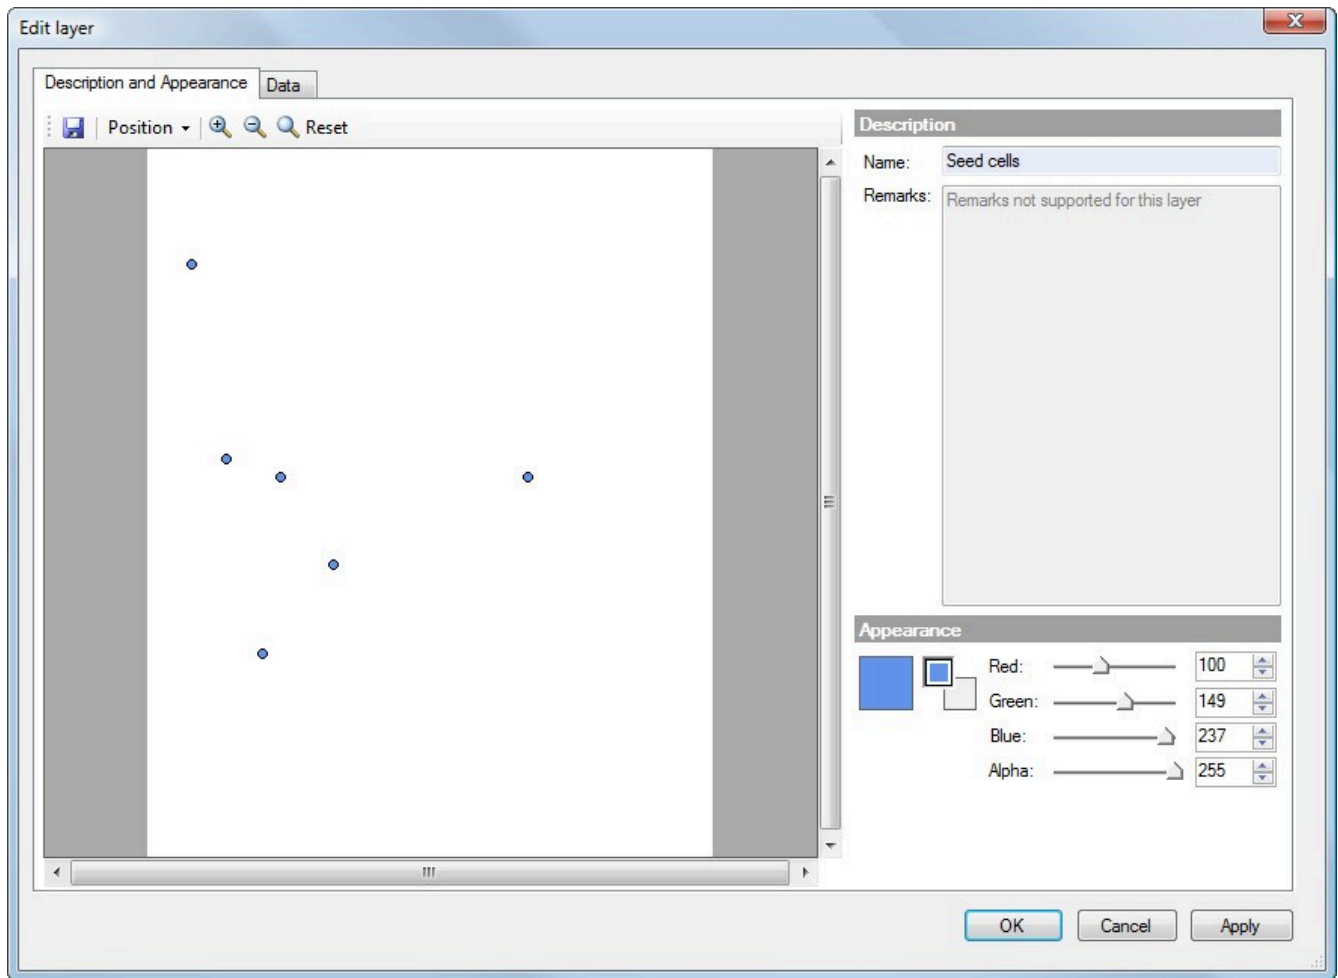 Edit layer
Description and Appearance
Data
Position
Reset
Description
Name:
Seed cells
Remarks:
Remarks not supported for this layer
Appearance
Red:
100
Green:
149
Blue:
237
Alpha:
255
OK
Cancel
Apply